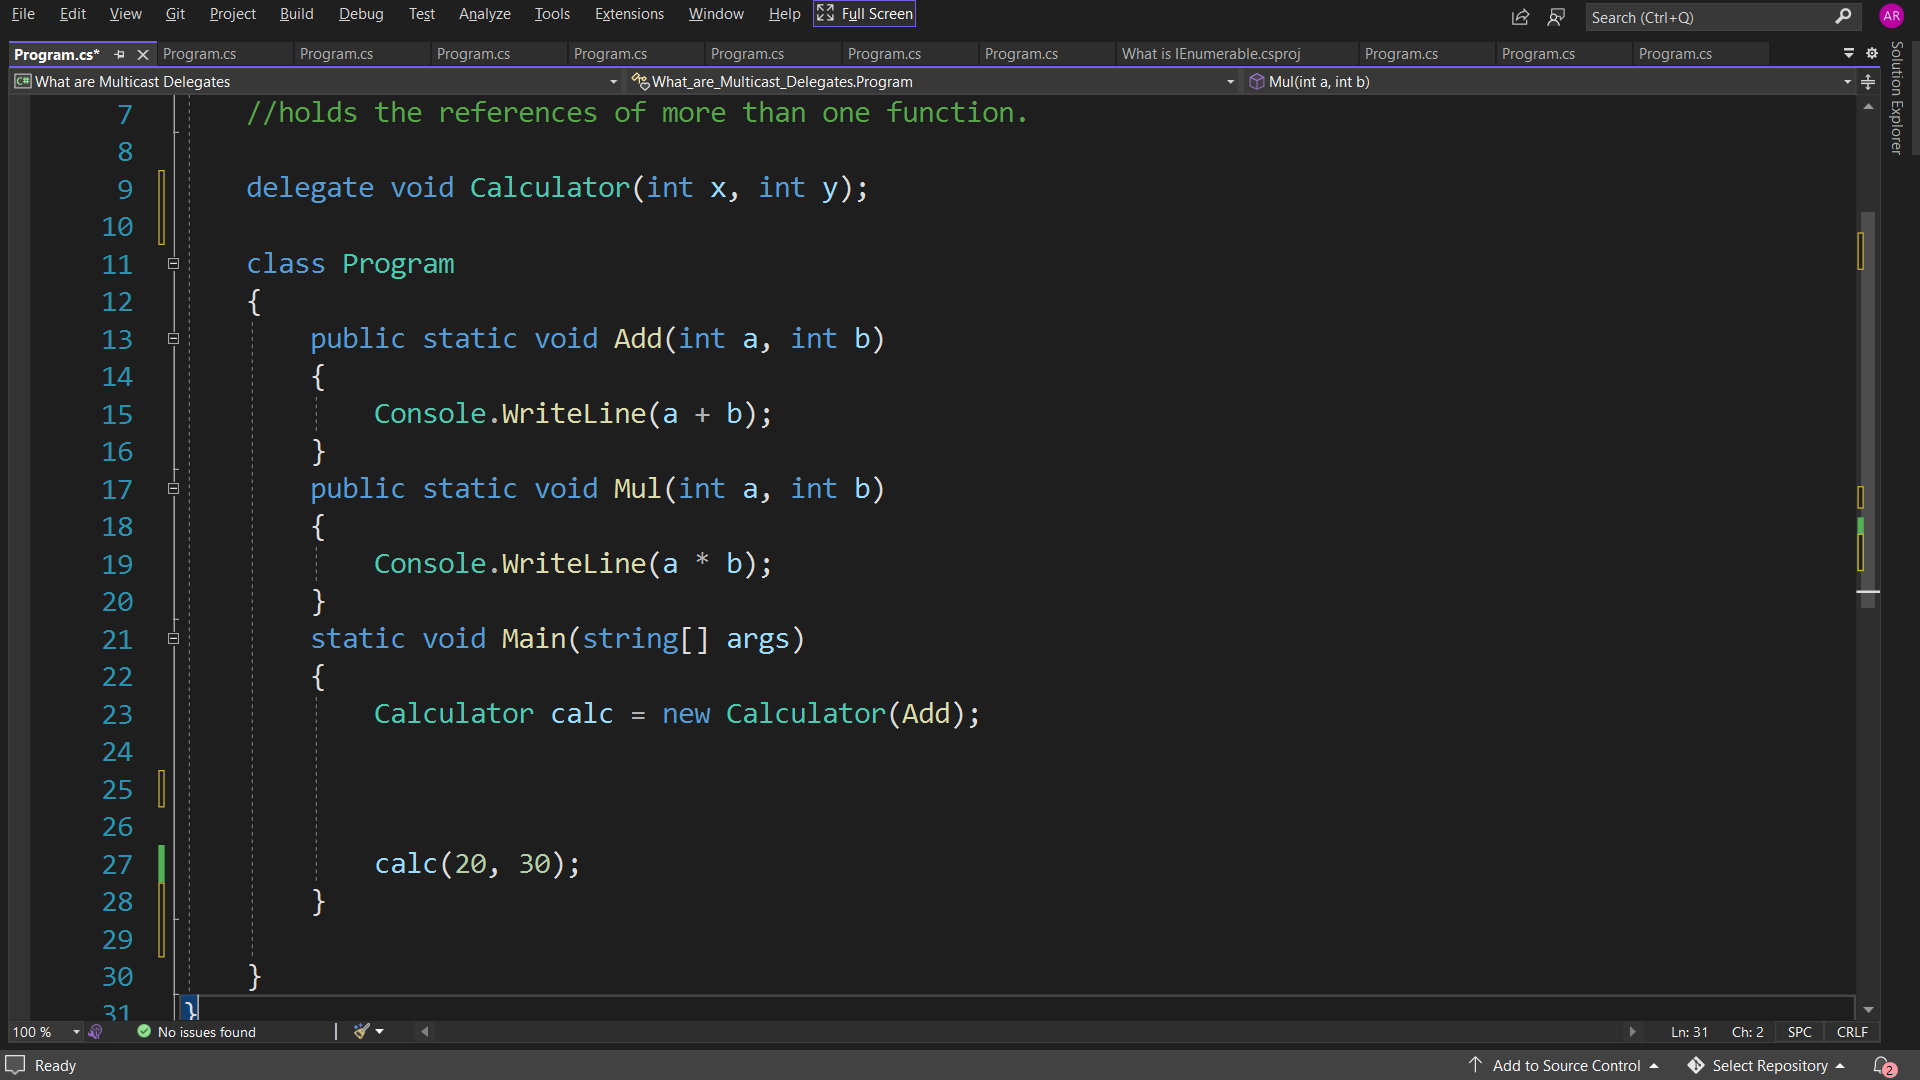 File Edit View Git Project Build Debug Test Analyze Tools Extensions Window Help Full Screen Search (Ctrl+Q) AR
Program.cs* Program.cs Program.cs Program.cs Program.cs Program.cs Program.cs Program.cs What is IEnumerable.csproj Program.cs Program.cs Program.cs
Solution Explorer
C# What are Multicast Delegates What_are_Multicast_Delegates.Program Mul(int a, int b)
7 //holds the references of more than one function.
8
9 delegate void Calculator(int x, int y);
10
11 class Program
12 {
13 public static void Add(int a, int b)
14 {
15 Console.WriteLine(a + b);
16 }
17 public static void Mul(int a, int b)
18 {
19 Console.WriteLine(a * b);
20 }
21 static void Main(string[] args)
22 {
23 Calculator calc = new Calculator(Add);
24
25
26
27 calc(20, 30);
28 }
29
30 }
31 }
100 % No issues found Ln: 31 Ch: 2 SPC CRLF
Ready Add to Source Control Select Repository 2